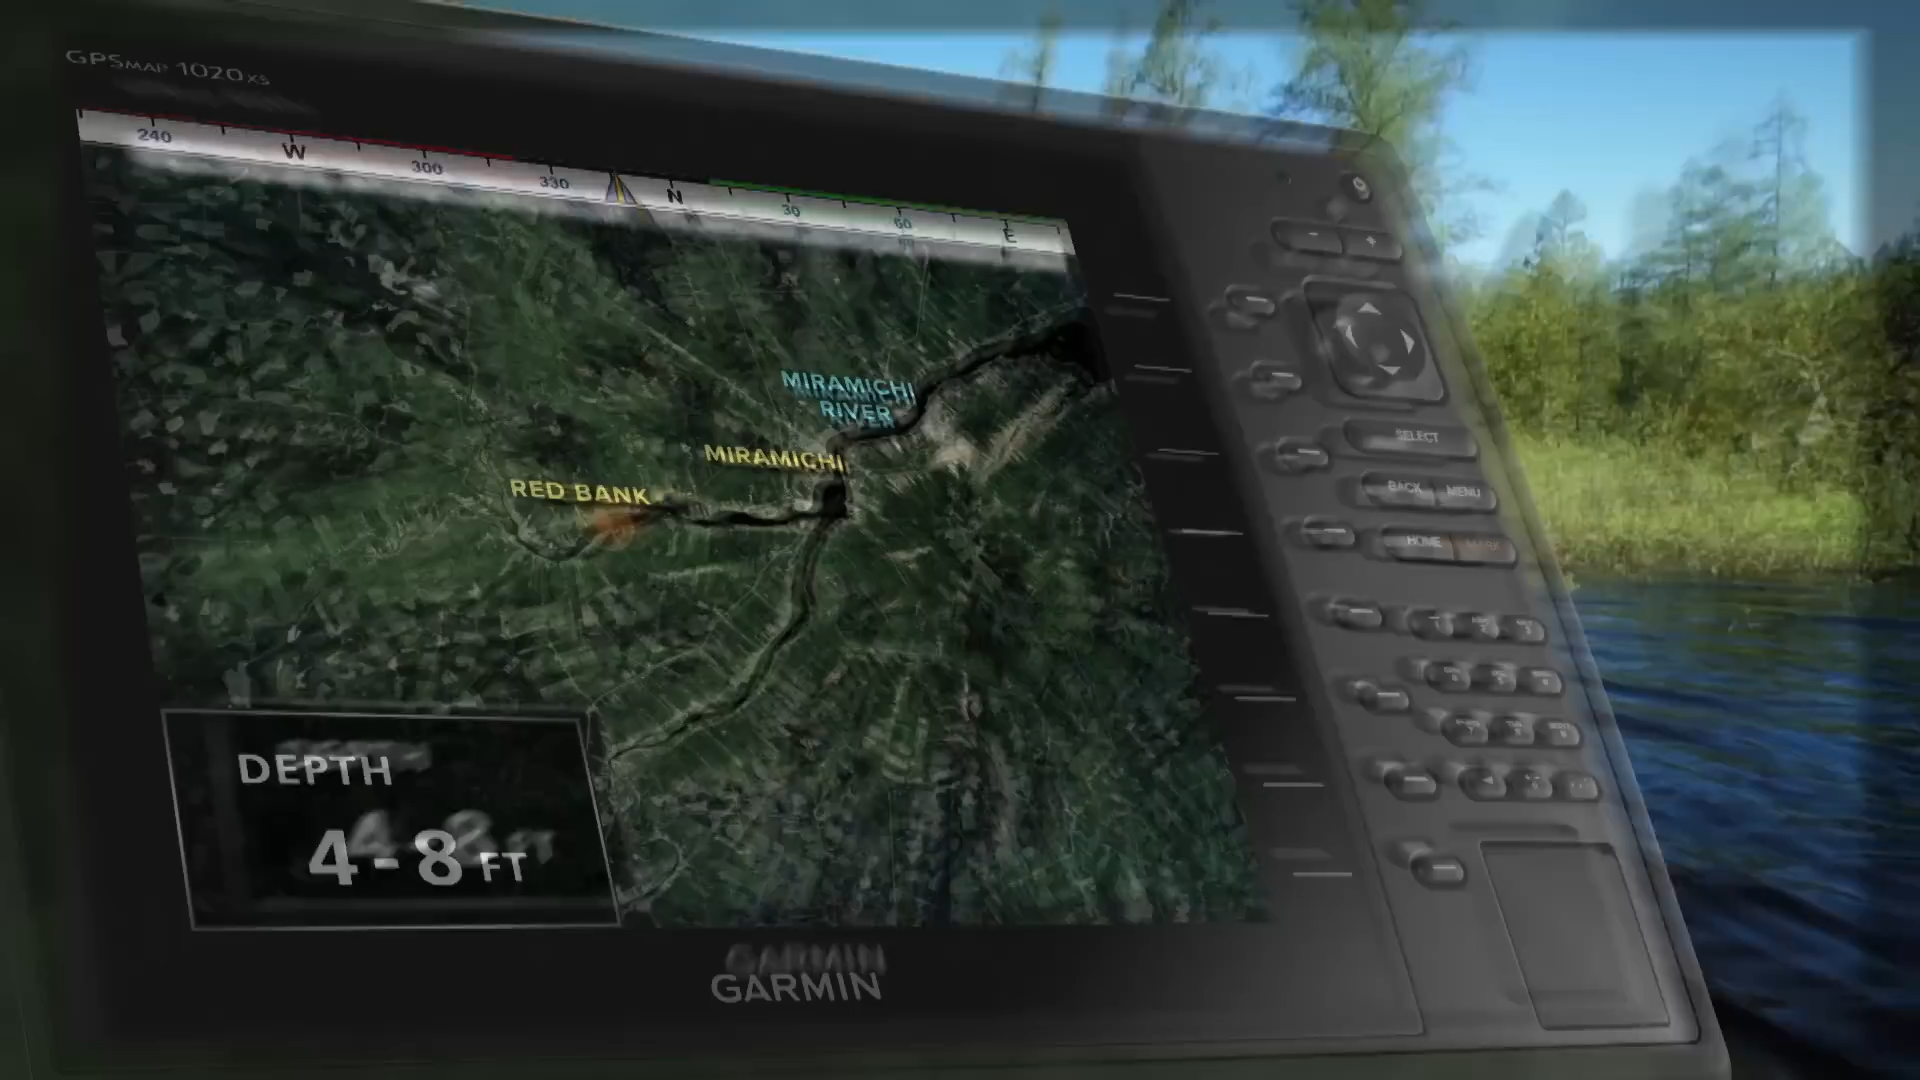 GPSMAP 1020xs
240
W
300
330
N
30
60
E
MIRAMICHI
RIVER
MIRAMICHI
RED BANK
DEPTH
4-8 FT
GARMIN
-
+
SELECT
BACK
MENU
HOME
MARK